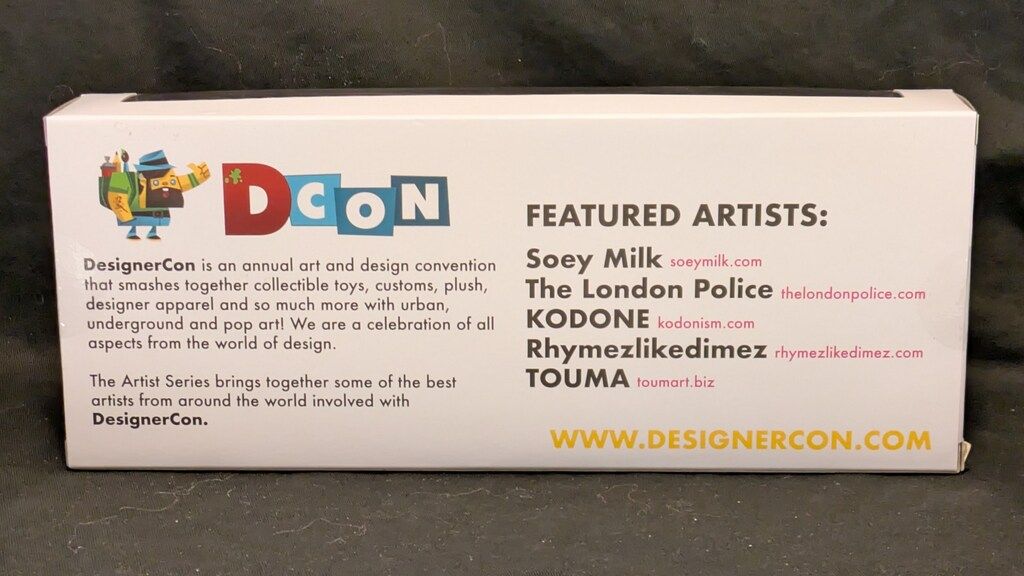 DCON
DesignerCon is an annual art and design convention
that smashes together collectible toys, customs, plush,
designer apparel and so much more with urban,
underground and pop art! We are a celebration of all
aspects from the world of design.
The Artist Series brings together some of the best
artists from around the world involved with
DesignerCon.
FEATURED ARTISTS:
Soey Milk soeymilk.com
The London Police thelondonpolice.com
KODONE kodonism.com
Rhymezlikedimez rhymezlikedimez.com
TOUMA toumart.biz
WWW.DESIGNERCON.COM